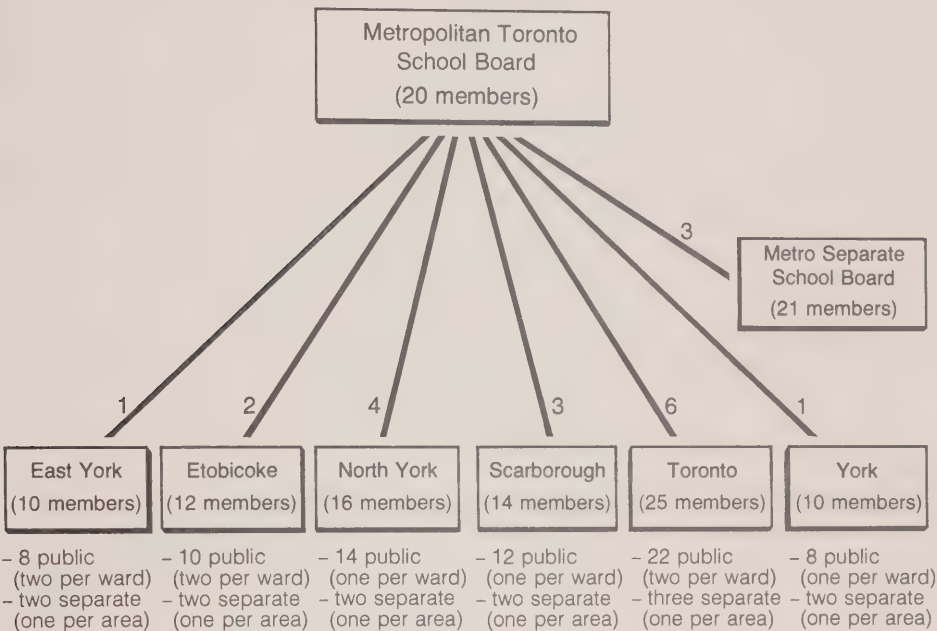 Metropolitan Toronto
School Board
(20 members)
3
Metro Separate
School Board
(21 members)
1
2
4
3
6
1
East York
(10 members)
Etobicoke
(12 members)
North York
(16 members)
Scarborough
(14 members)
Toronto
(25 members)
York
(10 members)
– 8 public
(two per ward)
– two separate
(one per area)
– 10 public
(two per ward)
– two separate
(one per area)
– 14 public
(one per ward)
– two separate
(one per area)
– 12 public
(one per ward)
– two separate
(one per area)
– 22 public
(two per ward)
– three separate
(one per area)
– 8 public
(one per ward)
– two separate
(one per area)